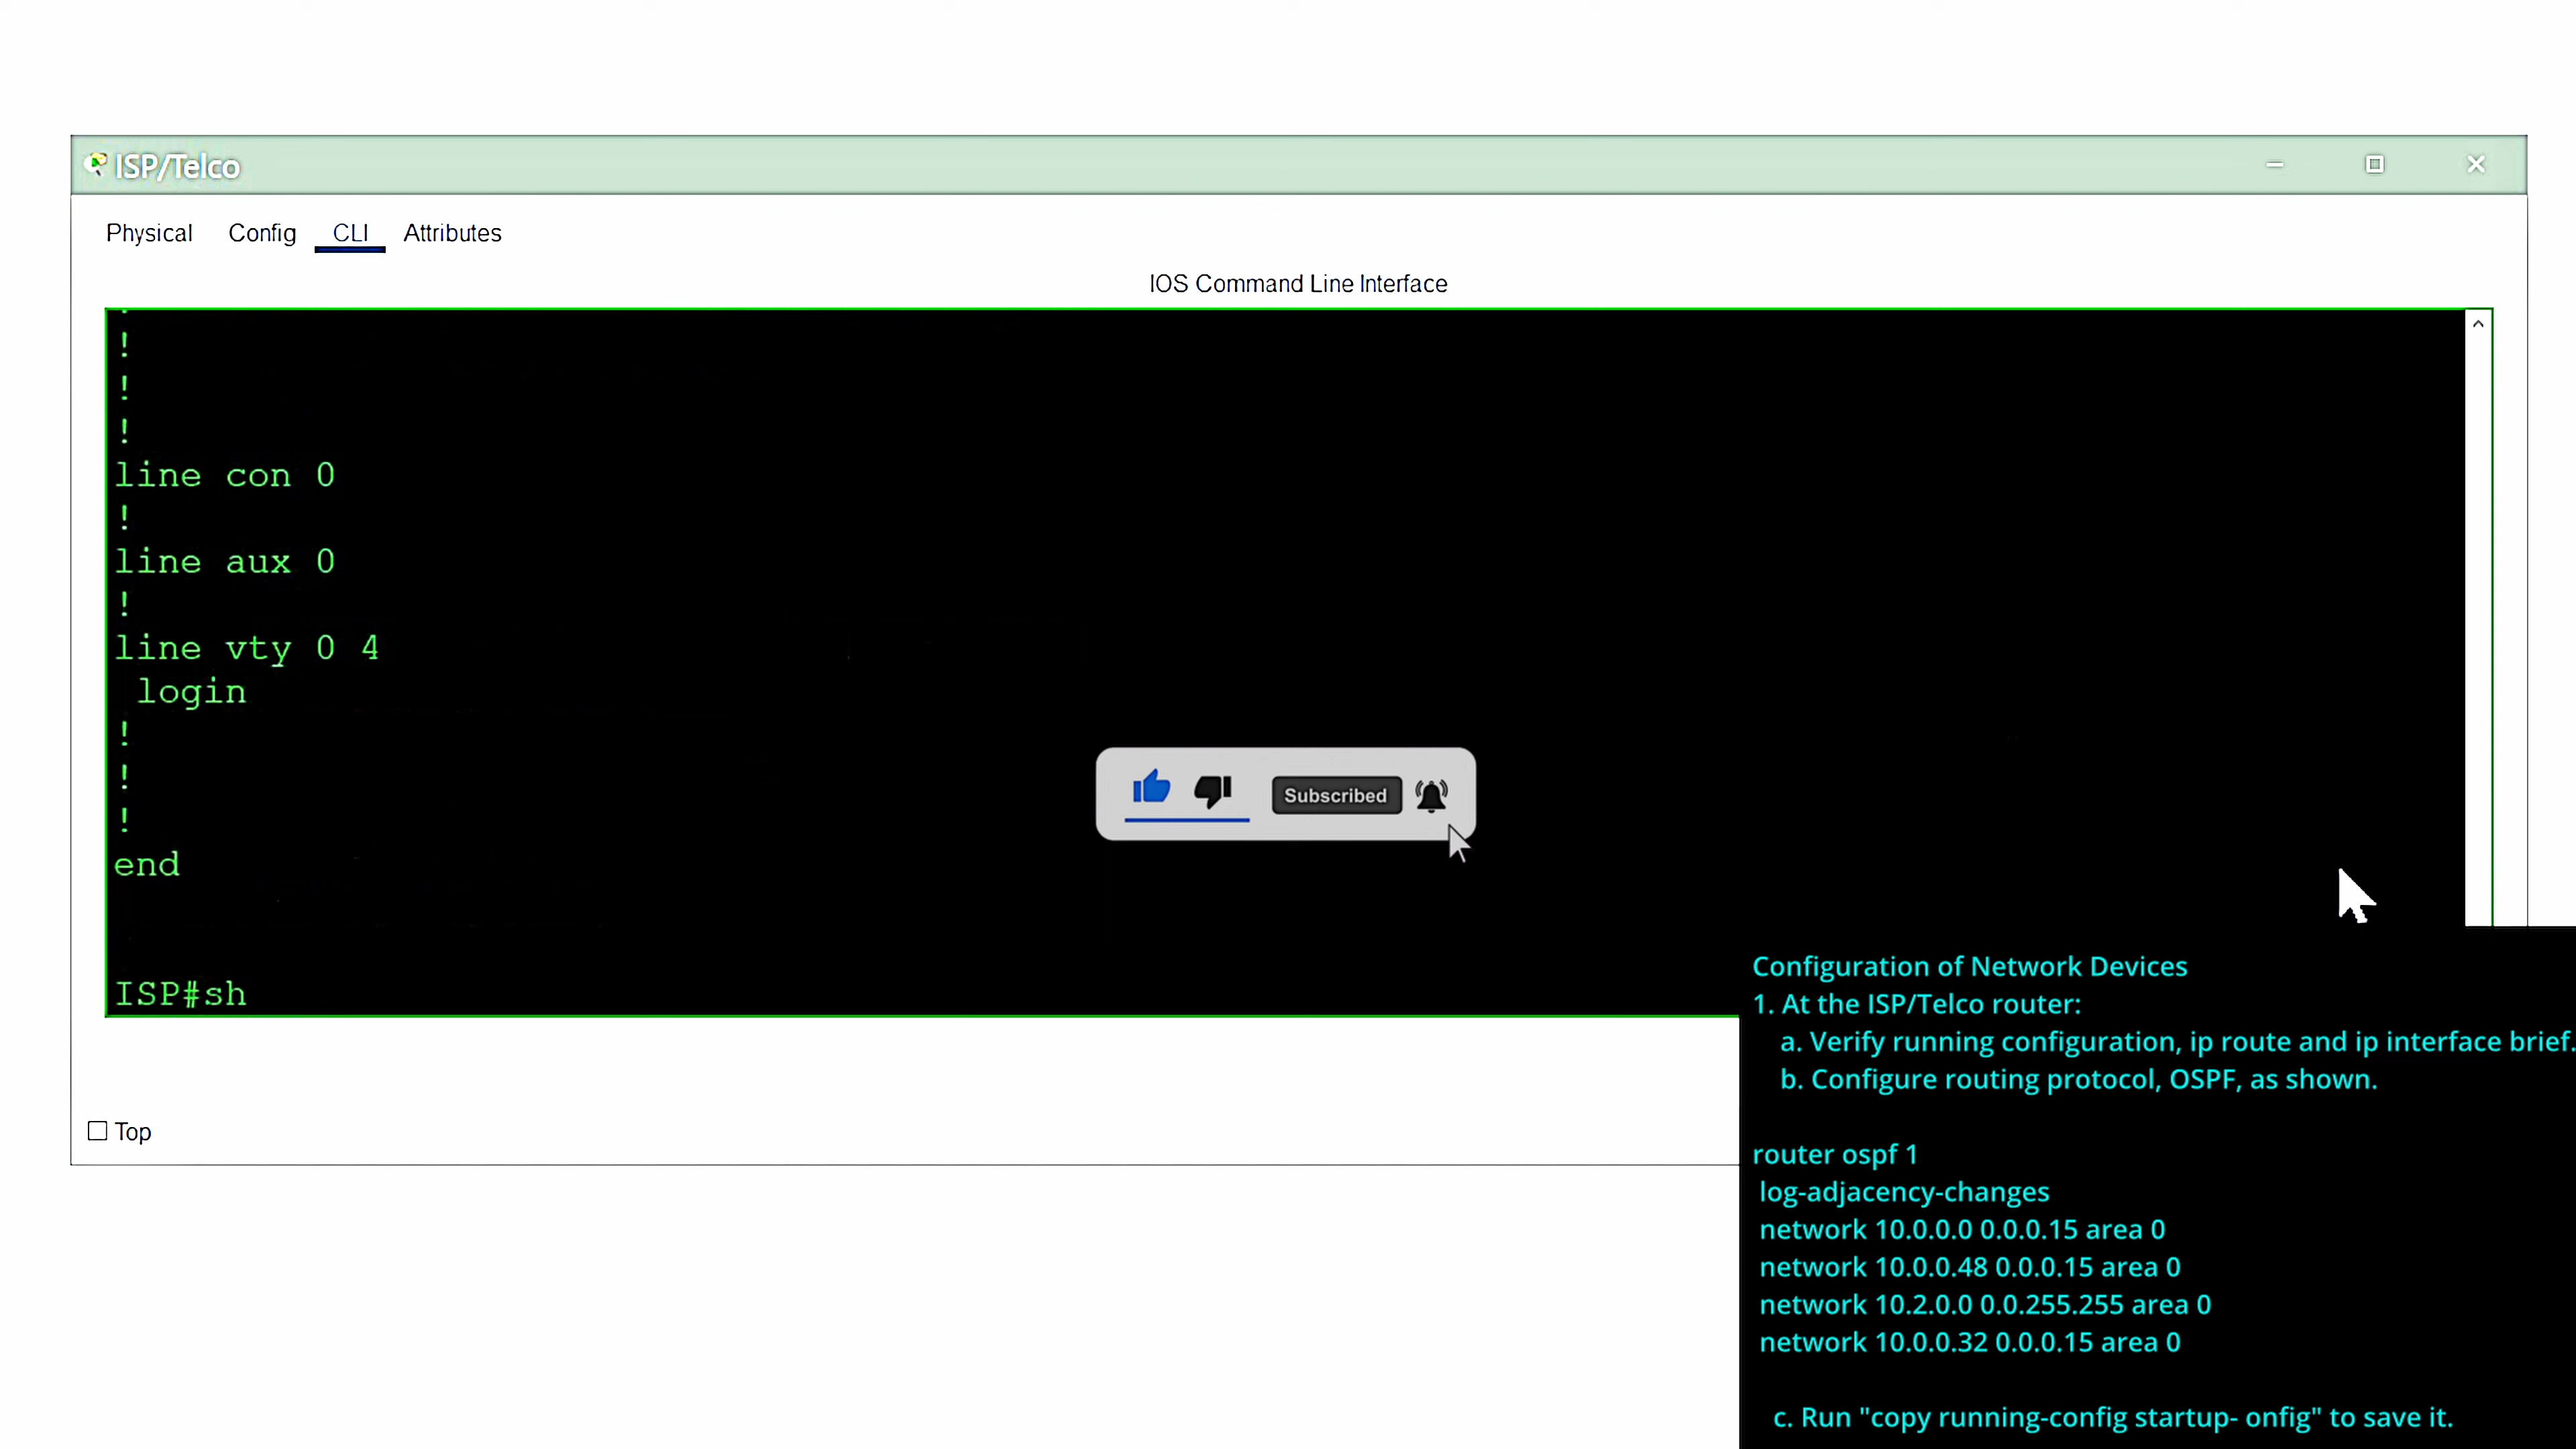 ISP/Telco
Physical Config CLI Attributes
IOS Command Line Interface
!
!
!
line con 0
!
line aux 0
!
line vty 0 4
login
!
!
!
end
ISP#sh
Subscribed
Top
Configuration of Network Devices
1. At the ISP/Telco router:
a. Verify running configuration, ip route and ip interface brief.
b. Configure routing protocol, OSPF, as shown.
router ospf 1
log-adjacency-changes
network 10.0.0.0 0.0.0.15 area 0
network 10.0.0.48 0.0.0.15 area 0
network 10.2.0.0 0.0.255.255 area 0
network 10.0.0.32 0.0.0.15 area 0
c. Run "copy running-config startup- onfig" to save it.